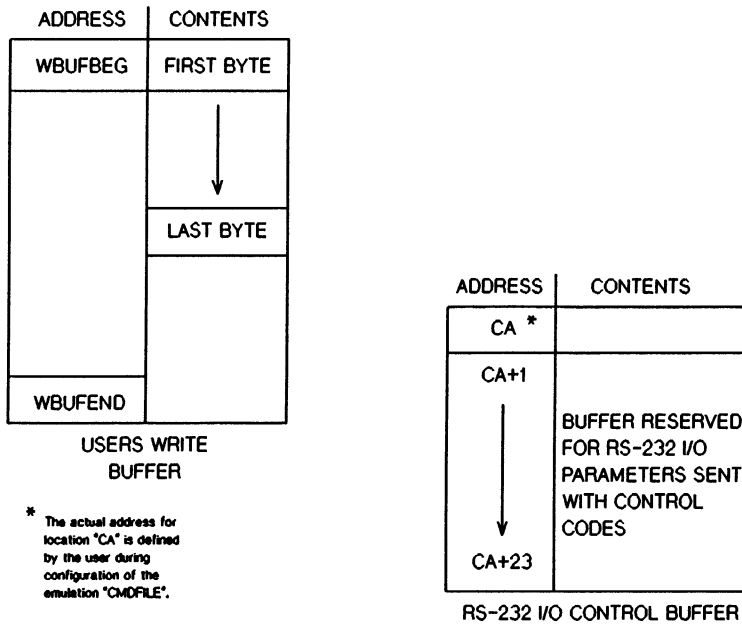 ADDRESS CONTENTS
WBUFBEG FIRST BYTE
LAST BYTE
WBUFEND
USERS WRITE
BUFFER
* The actual address for
location "CA" is defined
by the user during
configuration of the
emulation "CMDFILE".
ADDRESS CONTENTS
CA *
CA+1
BUFFER RESERVED
FOR RS-232 I/O
PARAMETERS SENT
WITH CONTROL
CODES
CA+23
RS-232 I/O CONTROL BUFFER